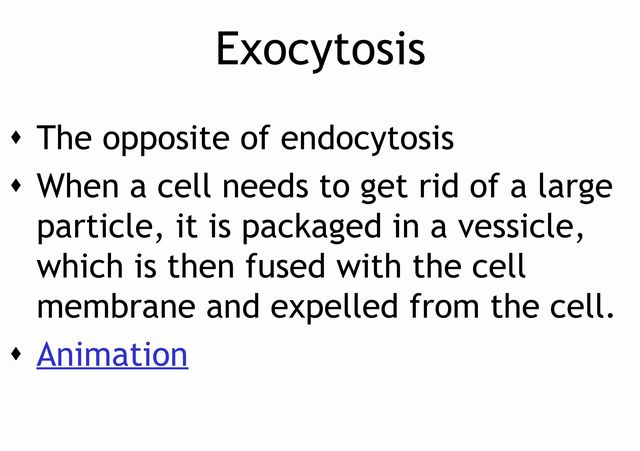 Exocytosis
♦ The opposite of endocytosis
♦ When a cell needs to get rid of a large
particle, it is packaged in a vessicle,
which is then fused with the cell
membrane and expelled from the cell.
♦ Animation